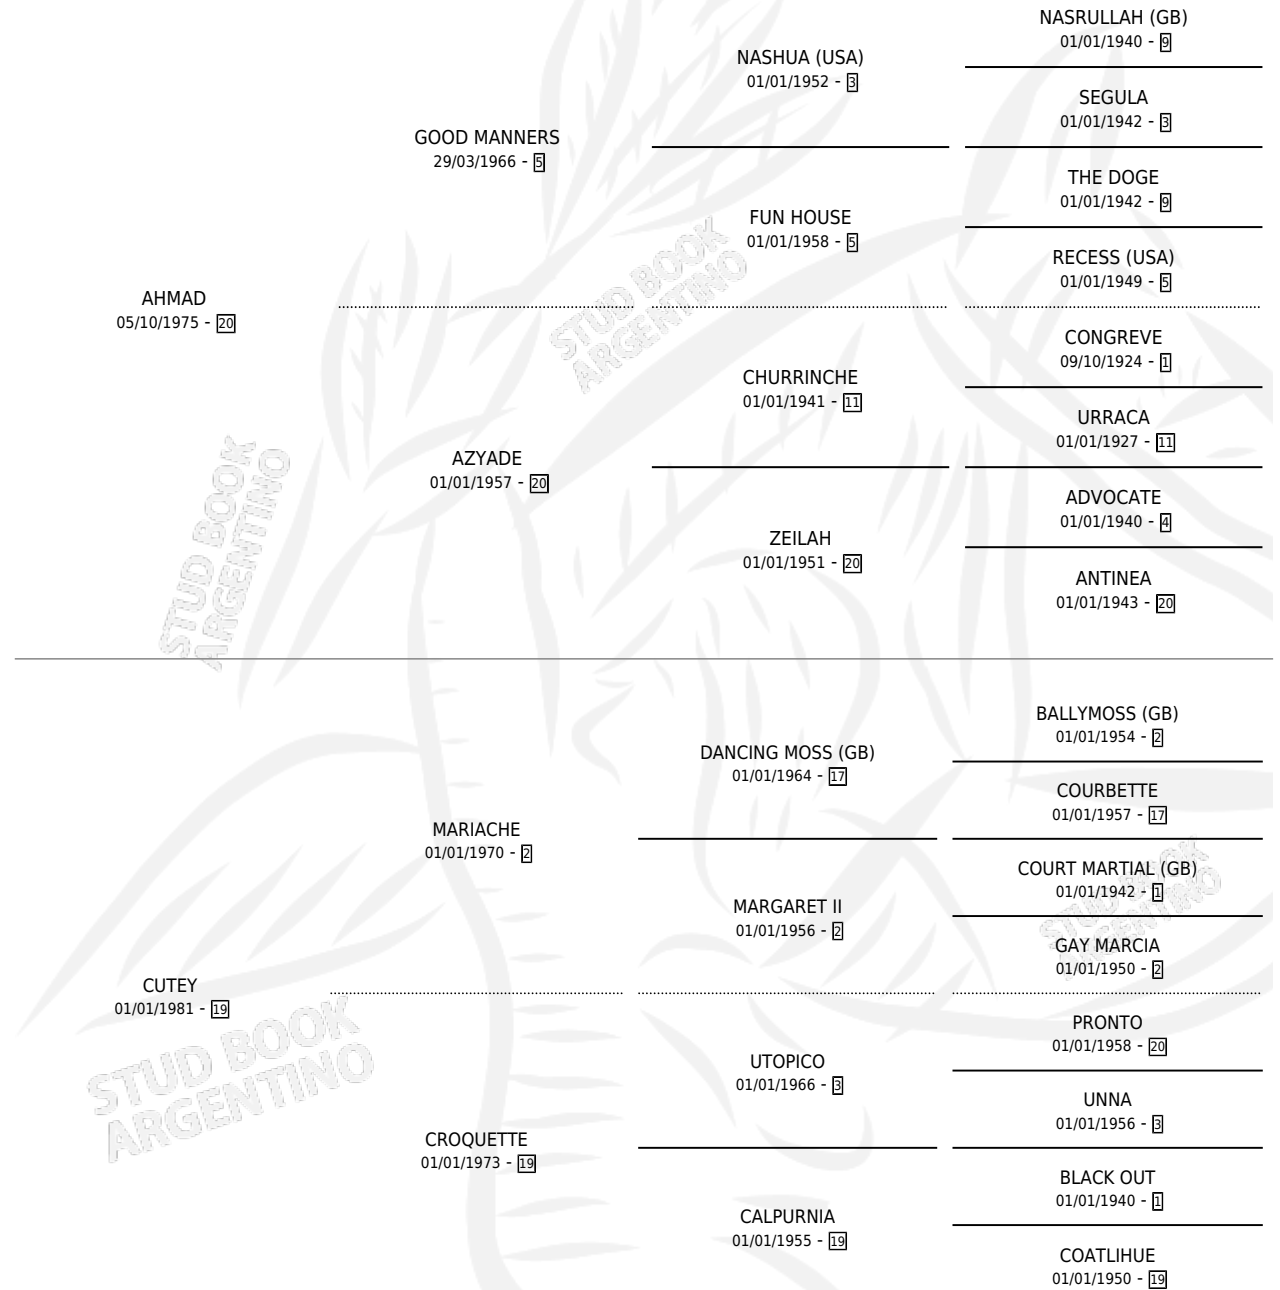 NASRULLAH (GB)
01/01/1940 - 9
NASHUA (USA)
01/01/1952 - 3
SEGULA
01/01/1942 - 3
GOOD MANNERS
29/03/1966 - 5
THE DOGE
01/01/1942 - 9
FUN HOUSE
01/01/1958 - 5
RECESS (USA)
01/01/1949 - 5
AHMAD
05/10/1975 - 20
CONGREVE
09/10/1924 - 1
CHURRINCHE
01/01/1941 - 11
URRACA
01/01/1927 - 11
AZYADE
01/01/1957 - 20
ADVOCATE
01/01/1940 - 4
ZEILAH
01/01/1951 - 20
ANTINEA
01/01/1943 - 20
STUD BOOK
ARGENTINO
STUD BOOK
ARGENTINO
BALLYMOSS (GB)
01/01/1954 - 2
DANCING MOSS (GB)
01/01/1964 - 17
COURBETTE
01/01/1957 - 17
MARIACHE
01/01/1970 - 2
COURT MARTIAL (GB)
01/01/1942 - 1
MARGARET II
01/01/1956 - 2
GAY MARCIA
01/01/1950 - 2
CUTEY
01/01/1981 - 19
PRONTO
01/01/1958 - 20
UTOPICO
01/01/1966 - 3
UNNA
01/01/1956 - 3
CROQUETTE
01/01/1973 - 19
BLACK OUT
01/01/1940 - 1
CALPURNIA
01/01/1955 - 19
COATLIHUE
01/01/1950 - 19
STUD BOOK
ARGENTINO
STUD BOOK
ARGENTINO